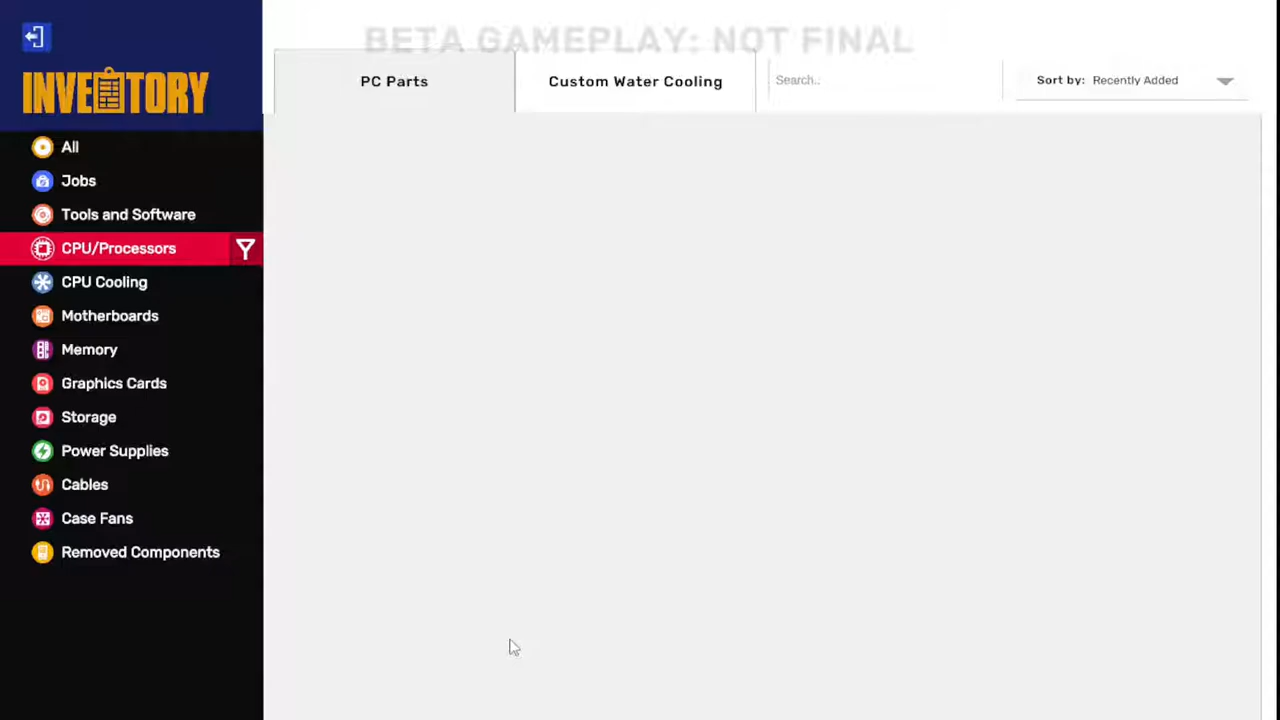 BETA GAMEPLAY: NOT FINAL
INVENTORY
PC Parts
Custom Water Cooling
Search..
Sort by: Recently Added
All
Jobs
Tools and Software
CPU/Processors
CPU Cooling
Motherboards
Memory
Graphics Cards
Storage
Power Supplies
Cables
Case Fans
Removed Components